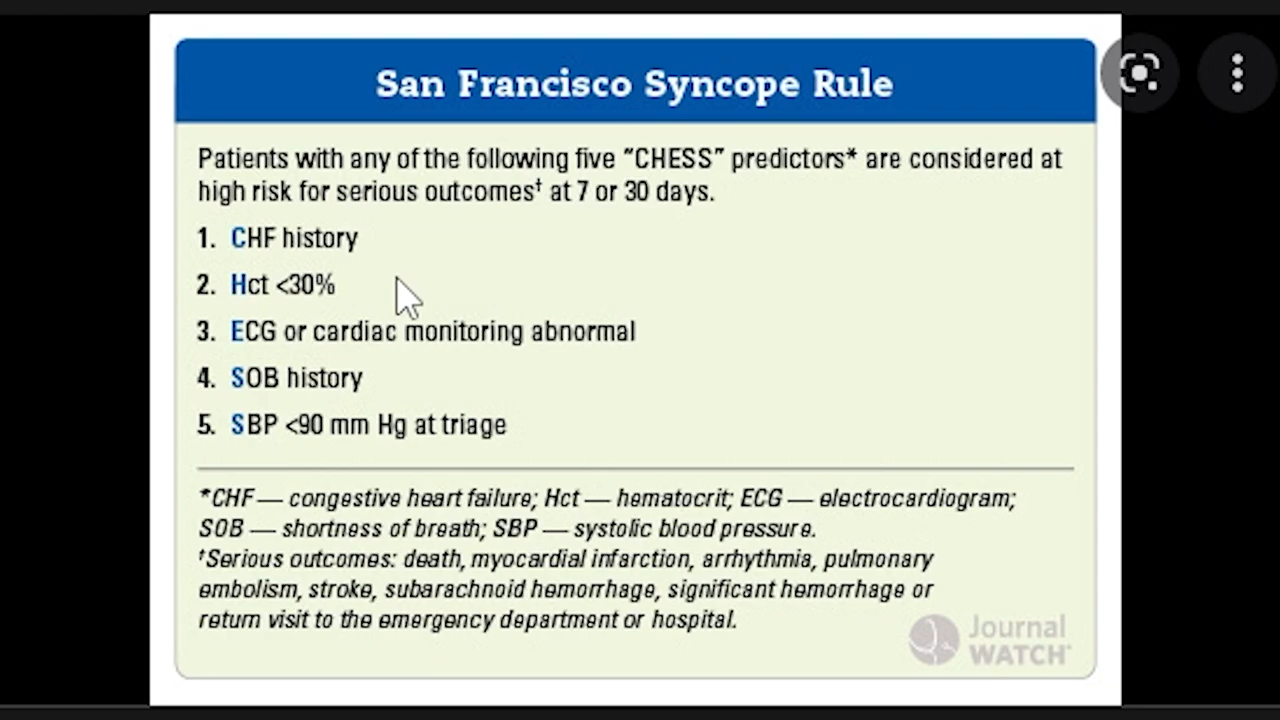 San Francisco Syncope Rule
Patients with any of the following five "CHESS" predictors* are considered at
high risk for serious outcomes† at 7 or 30 days.
1. CHF history
2. Hct <30%
3. ECG or cardiac monitoring abnormal
4. SOB history
5. SBP <90 mm Hg at triage
*CHF — congestive heart failure; Hct — hematocrit; ECG — electrocardiogram;
SOB — shortness of breath; SBP — systolic blood pressure.
†Serious outcomes: death, myocardial infarction, arrhythmia, pulmonary
embolism, stroke, subarachnoid hemorrhage, significant hemorrhage or
return visit to the emergency department or hospital.
Journal
WATCH